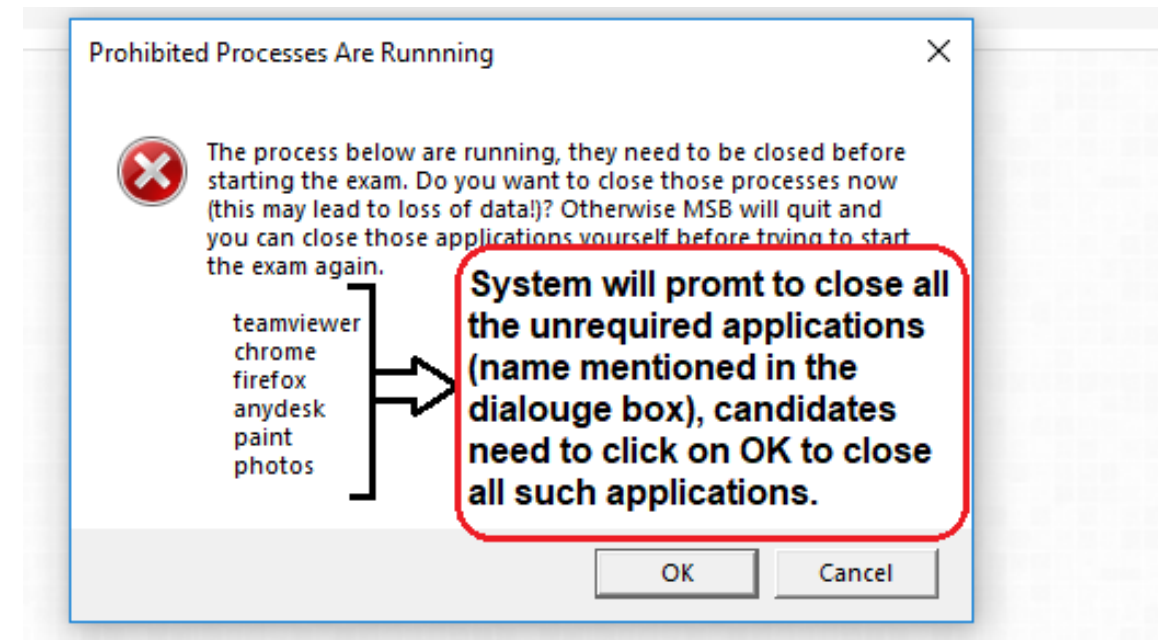 Prohibited Processes Are Runnning
The process below are running, they need to be closed before
starting the exam. Do you want to close those processes now
(this may lead to loss of data!)? Otherwise MSB will quit and
you can close those applications yourself before trying to start
the exam again.
teamviewer
chrome
firefox
anydesk
paint
photos
System will promt to close all
the unrequired applications
(name mentioned in the
dialouge box), candidates
need to click on OK to close
all such applications.
OK
Cancel